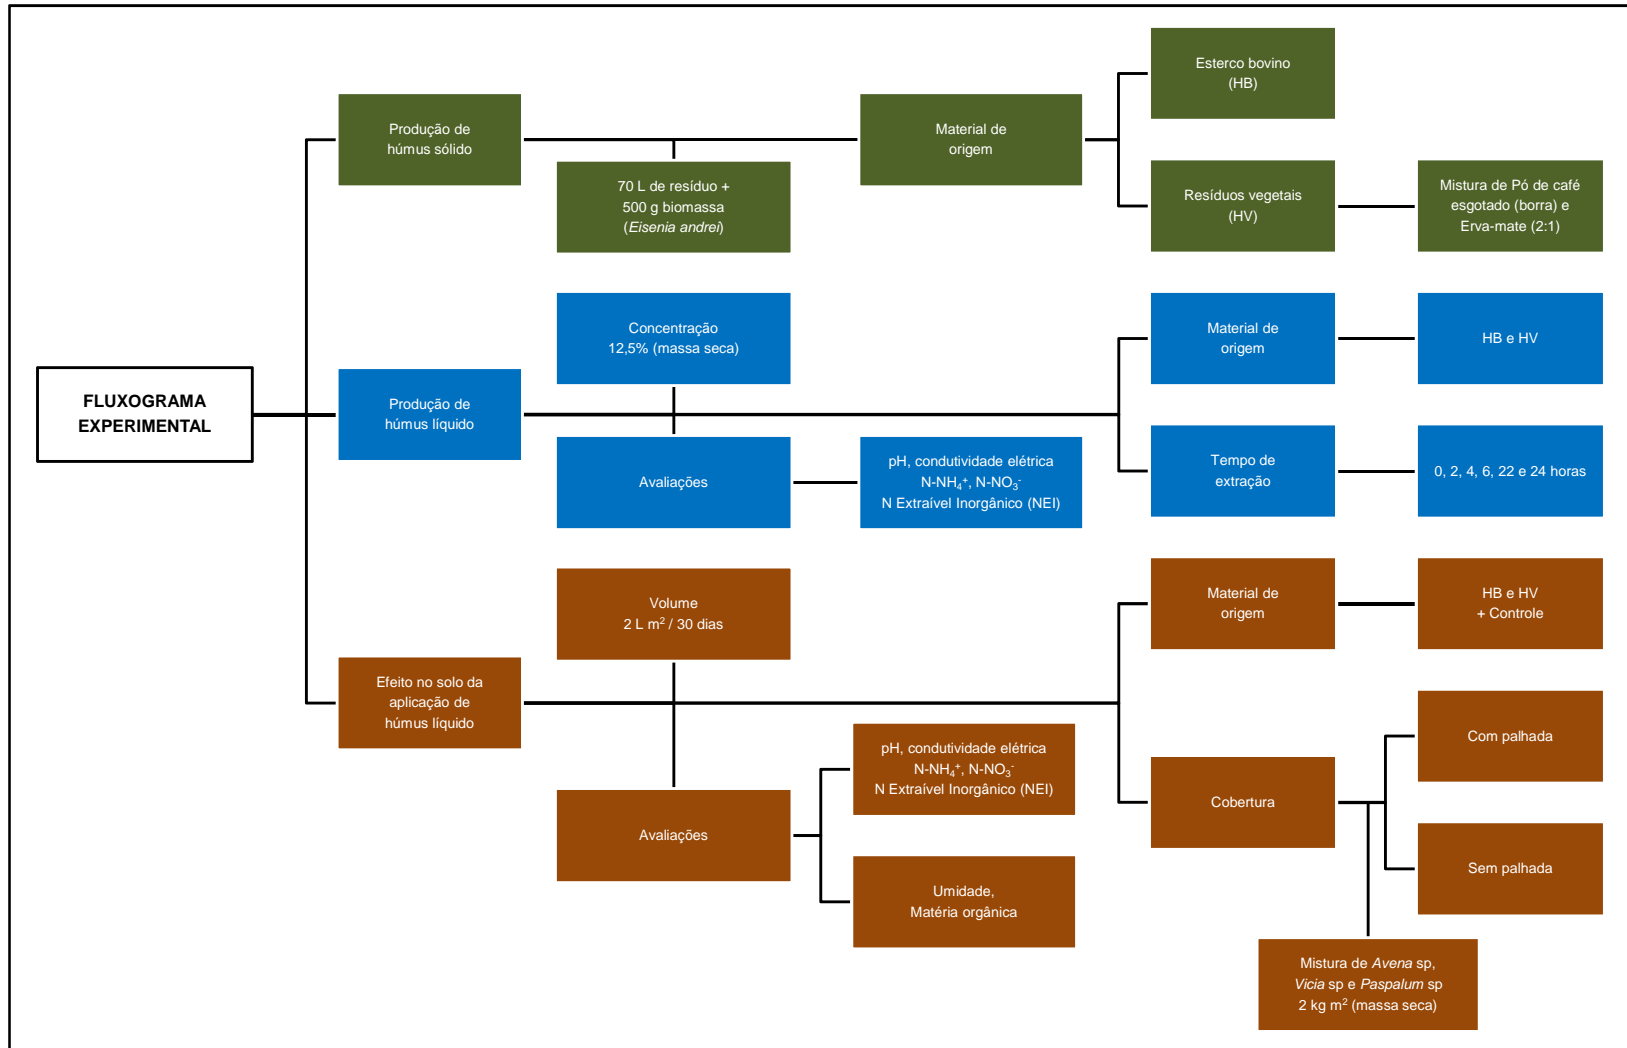 FLUXOGRAMA
EXPERIMENTAL
Produção de
húmus sólido
70 L de resíduo +
500 g biomassa
(Eisenia andrei)
Material de
origem
Esterco bovino
(HB)
Resíduos vegetais
(HV)
Mistura de Pó de café
esgotado (borra) e
Erva-mate (2:1)
Produção de
húmus líquido
Concentração
12,5% (massa seca)
Avaliações
pH, condutividade elétrica
N-NH₄⁺, N-NO₃⁻
N Extraível Inorgânico (NEI)
Material de
origem
HB e HV
Tempo de
extração
0, 2, 4, 6, 22 e 24 horas
Efeito no solo da
aplicação de
húmus líquido
Volume
2 L m² / 30 dias
Avaliações
pH, condutividade elétrica
N-NH₄⁺, N-NO₃⁻
N Extraível Inorgânico (NEI)
Umidade,
Matéria orgânica
Material de
origem
HB e HV
+ Controle
Cobertura
Com palhada
Sem palhada
Mistura de Avena sp,
Vicia sp e Paspalum sp
2 kg m² (massa seca)